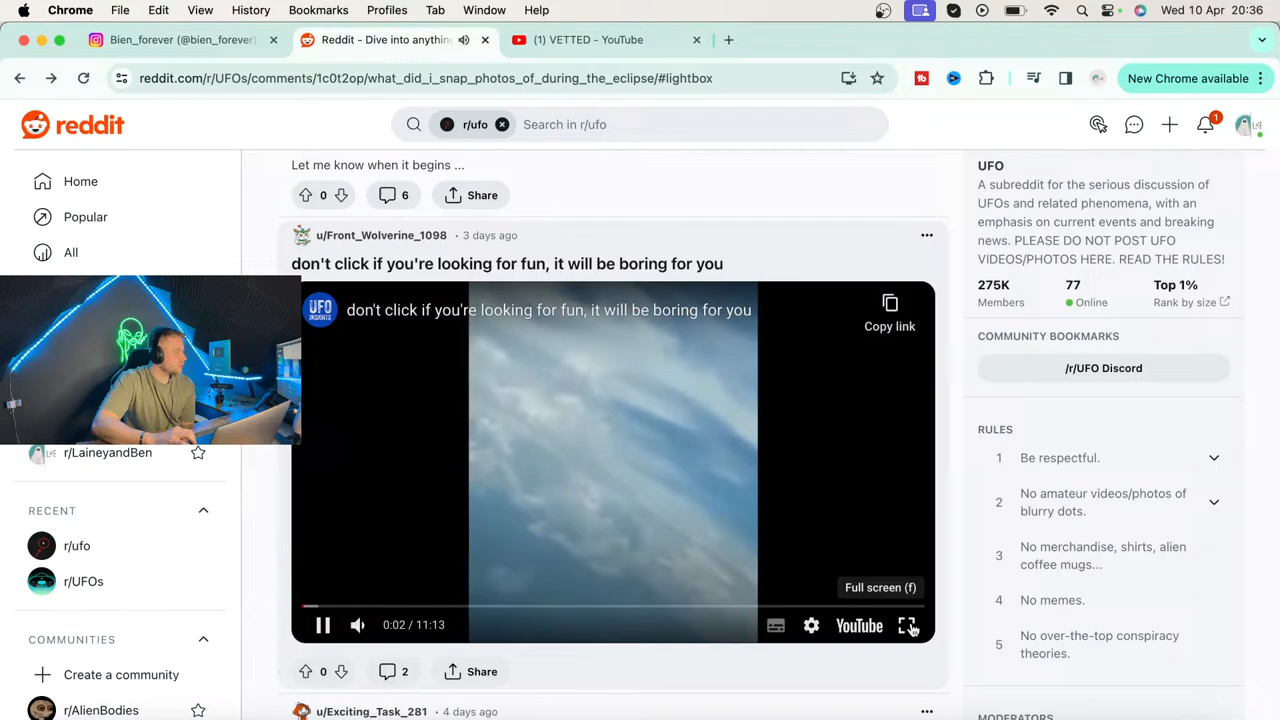 Chrome File Edit View History Bookmarks Profiles Tab Window Help Wed 10 Apr 20:36
Bien_forever (@bien_forever) Reddit - Dive into anythin (1) VETTED - YouTube
reddit.com/r/UFOs/comments/1c0t2op/what_did_i_snap_photos_of_during_the_eclipse/#lightbox New Chrome available
reddit r/ufo Search in r/ufo 1
Home
Popular
All
r/LaineyandBen
RECENT
r/ufo
r/UFOs
COMMUNITIES
Create a community
r/AlienBodies
Let me know when it begins ...
0 6 Share
u/Front_Wolverine_1098 • 3 days ago
don't click if you're looking for fun, it will be boring for you
UFO
don't click if you're looking for fun, it will be boring for you
Copy link
Full screen (f)
0:02 / 11:13 YouTube
0 2 Share
u/Exciting_Task_281 • 4 days ago
UFO
A subreddit for the serious discussion of
UFOs and related phenomena, with an
emphasis on current events and breaking
news. PLEASE DO NOT POST UFO
VIDEOS/PHOTOS HERE. READ THE RULES!
275K 77 Top 1%
Members Online Rank by size
COMMUNITY BOOKMARKS
/r/UFO Discord
RULES
1 Be respectful.
2 No amateur videos/photos of
blurry dots.
3 No merchandise, shirts, alien
coffee mugs...
4 No memes.
5 No over-the-top conspiracy
theories.
MODERATORS